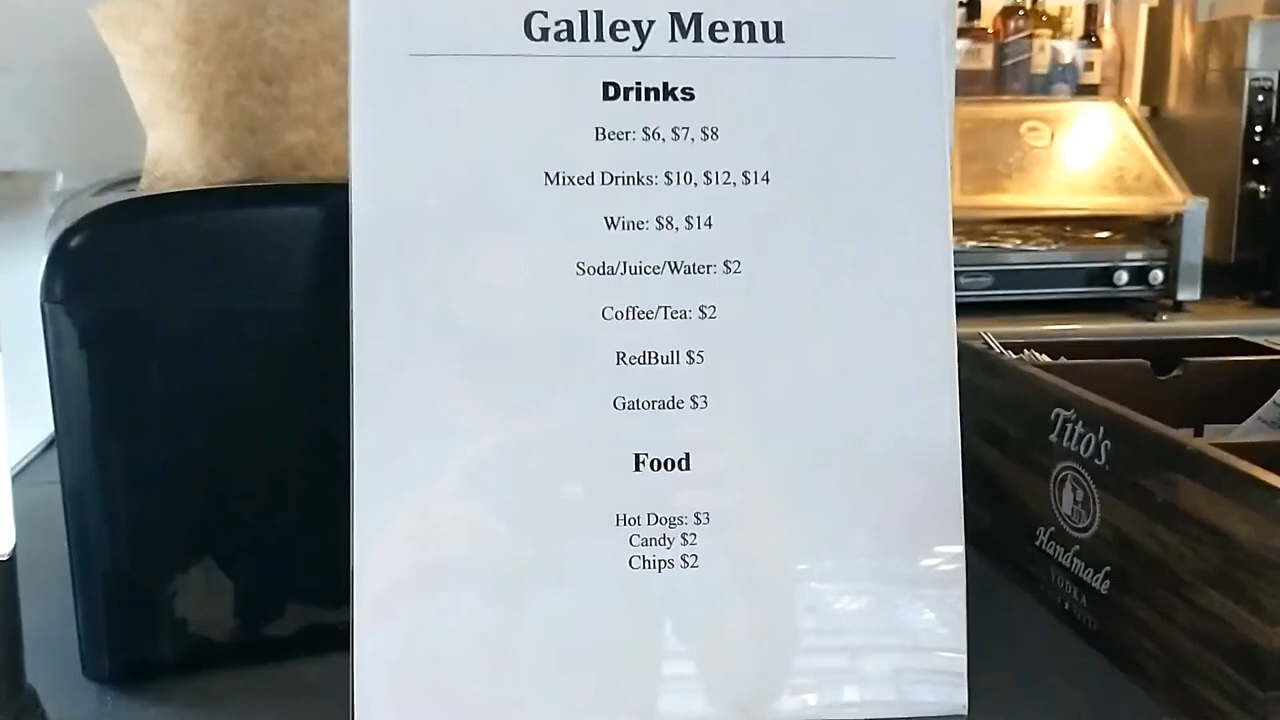 Galley Menu
Drinks
Beer: $6, $7, $8
Mixed Drinks: $10, $12, $14
Wine: $8, $14
Soda/Juice/Water: $2
Coffee/Tea: $2
RedBull $5
Gatorade $3
Food
Hot Dogs: $3
Candy $2
Chips $2
Tito's
Handmade
VODKA